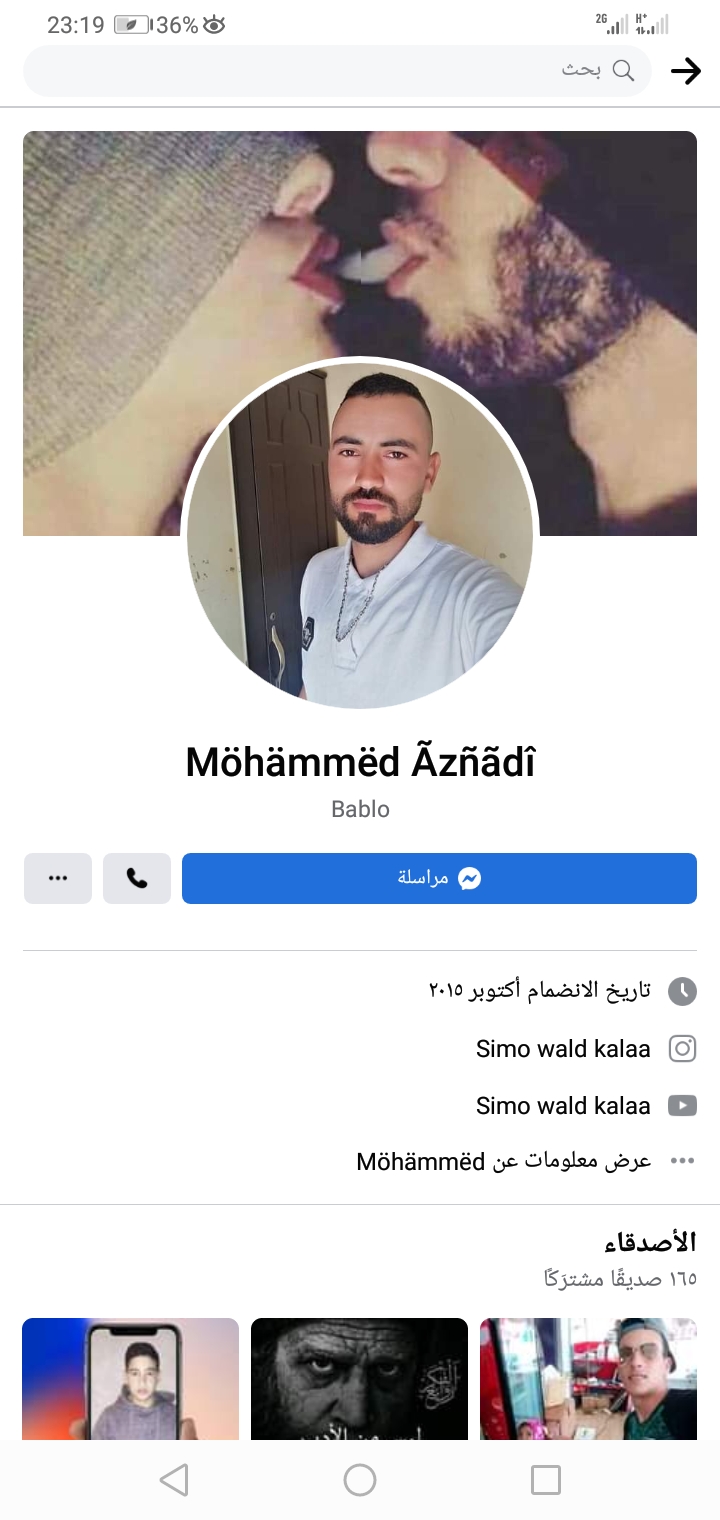 23:19
36%
2G
H+
بحث
Möhämmëd Ãzñãdî
Bablo
مراسلة
تاريخ الانضمام أكتوبر ٢٠١٥
Simo wald kalaa
Simo wald kalaa
عرض معلومات عن Möhämmëd
الأصدقاء
١٦٥ صديقًا مشتركًا